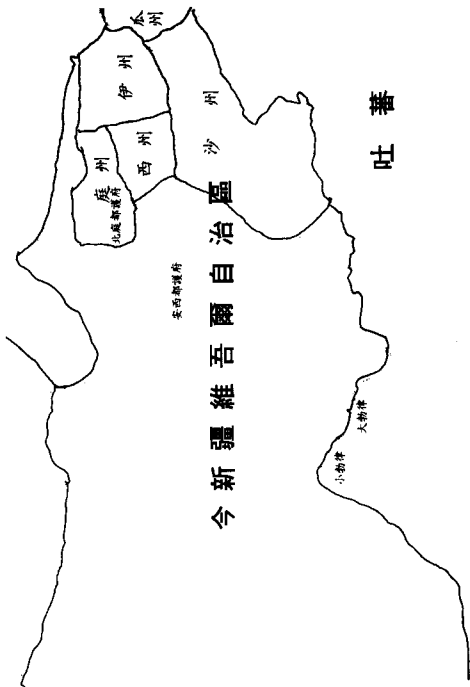 瓜州
伊州
沙州
西州
庭州
北庭都護府
安西都護府
今新疆維吾爾自治區
吐蕃
大勃律
小勃律